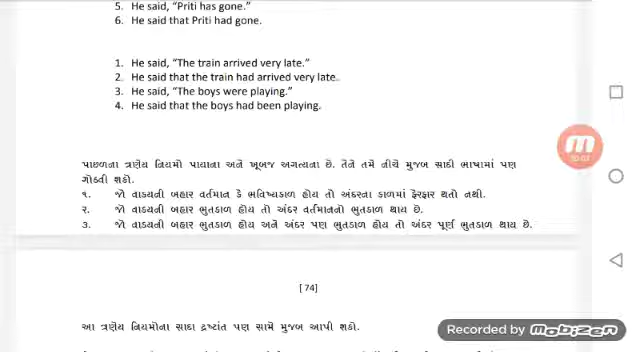 5. He said, “Priti has gone.”
6. He said that Priti had gone.
1. He said, “The train arrived very late.”
2. He said that the train had arrived very late.
3. He said, “The boys were playing.”
4. He said that the boys had been playing.
પાછળના ત્રણેય નિયમો પાયાના અને ખૂબજ અગત્યના છે. તેને તમે નીચે મુજબ સાદી ભાષામાં પણ
ગોઠવી શકો.
૧. જો વાક્યની બહાર વર્તમાન કે ભવિષ્યકાળ હોય તો અંદરના કાળમાં ફેરફાર થતો નથી.
૨. જો વાક્યની બહાર ભુતકાળ હોય તો અંદર વર્તમાનનો ભુતકાળ થાય છે.
૩. જો વાક્યની બહાર ભુતકાળ હોય અને અંદર પણ ભુતકાળ હોય તો અંદર પૂર્ણ ભુતકાળ થાય છે.
[74]
આ ત્રણેય નિયમોના સાદા દ્રષ્ટાંત પણ સામે મુજબ આપી શકો.
Recorded by Mobizen